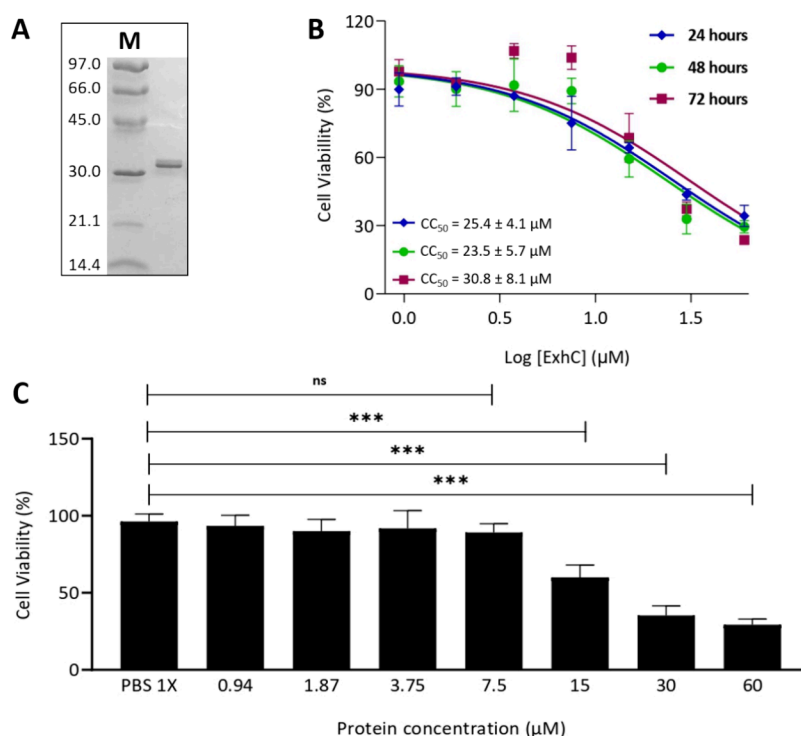 A
M
97.0
66.0
45.0
30.0
21.1
14.4
B
120
90
60
30
0
Cell Viabillity (%)
24 hours
48 hours
72 hours
CC50 = 25.4 ± 4.1 µM
CC50 = 23.5 ± 5.7 µM
CC50 = 30.8 ± 8.1 µM
0.0 0.5 1.0 1.5
Log [ExhC] (µM)
C
ns
***
***
***
150
100
50
0
Cell Viability (%)
PBS 1X 0.94 1.87 3.75 7.5 15 30 60
Protein concentration (µM)